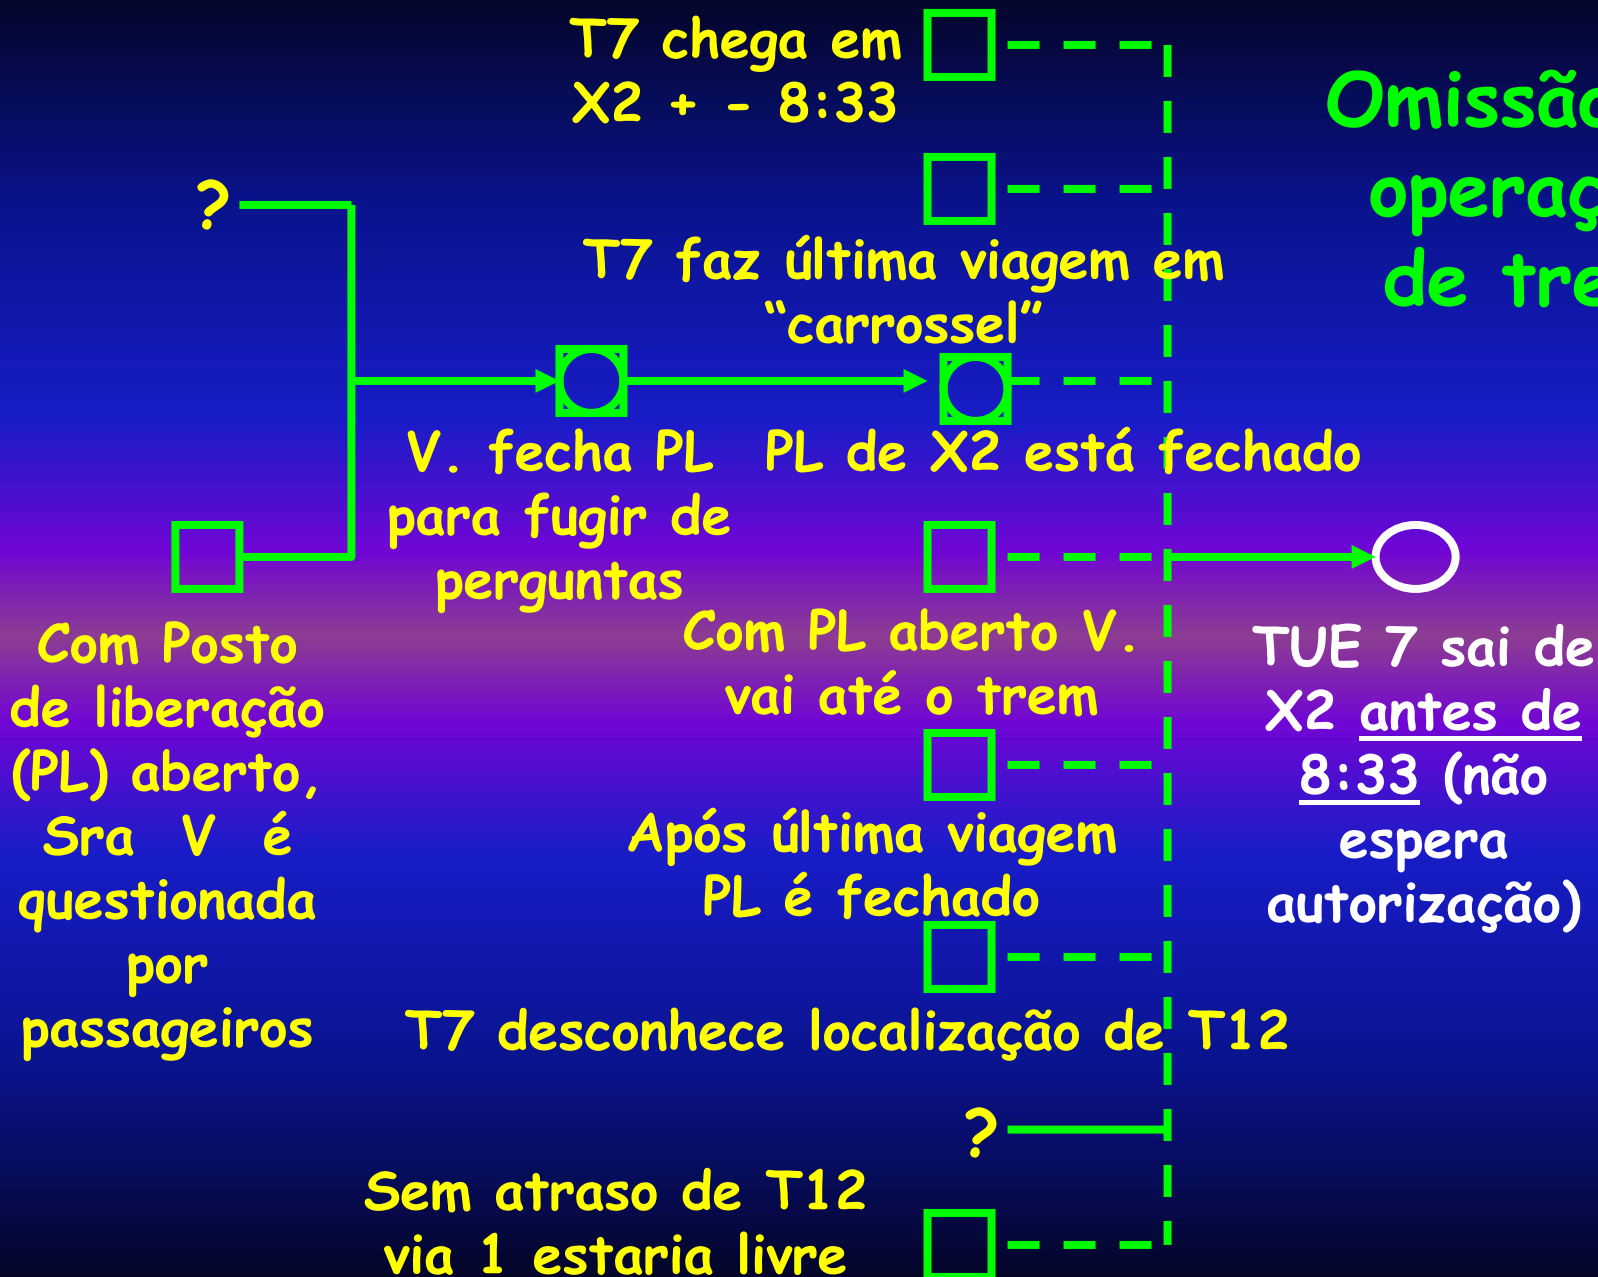 T7 chega em
X2 + - 8:33
Omissão
operaç
de tre
?
T7 faz última viagem em
“carrossel”
V. fecha PL
para fugir de
perguntas
PL de X2 está fechado
Com Posto
de liberação
(PL) aberto,
Sra V é
questionada
por
passageiros
Com PL aberto V.
vai até o trem
TUE 7 sai de
X2 antes de
8:33 (não
espera
autorização)
Após última viagem
PL é fechado
T7 desconhece localização de T12
?
Sem atraso de T12
via 1 estaria livre